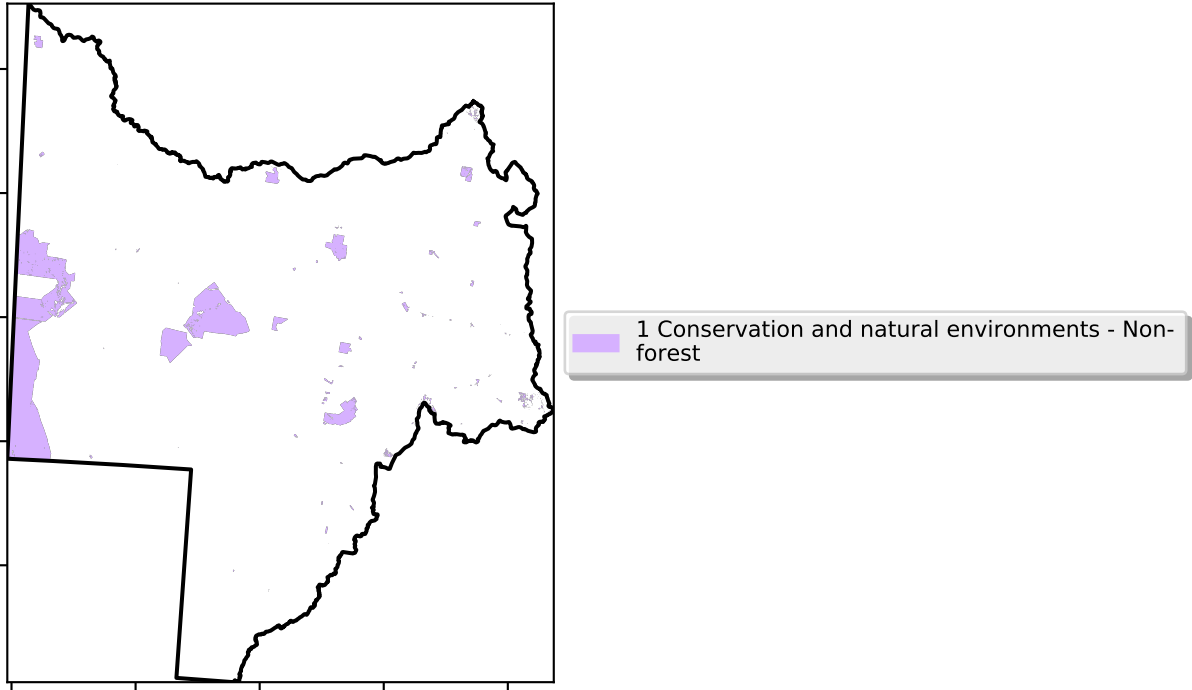 1 Conservation and natural environments - Non-
forest